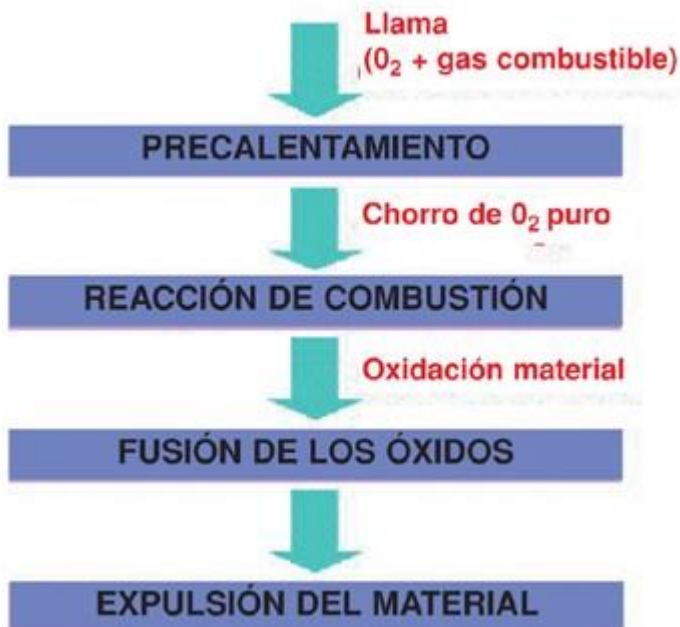 Llama
(0₂ + gas combustible)
PRECALENTAMIENTO
Chorro de 0₂ puro
REACCIÓN DE COMBUSTIÓN
Oxidación material
FUSIÓN DE LOS ÓXIDOS
EXPULSIÓN DEL MATERIAL